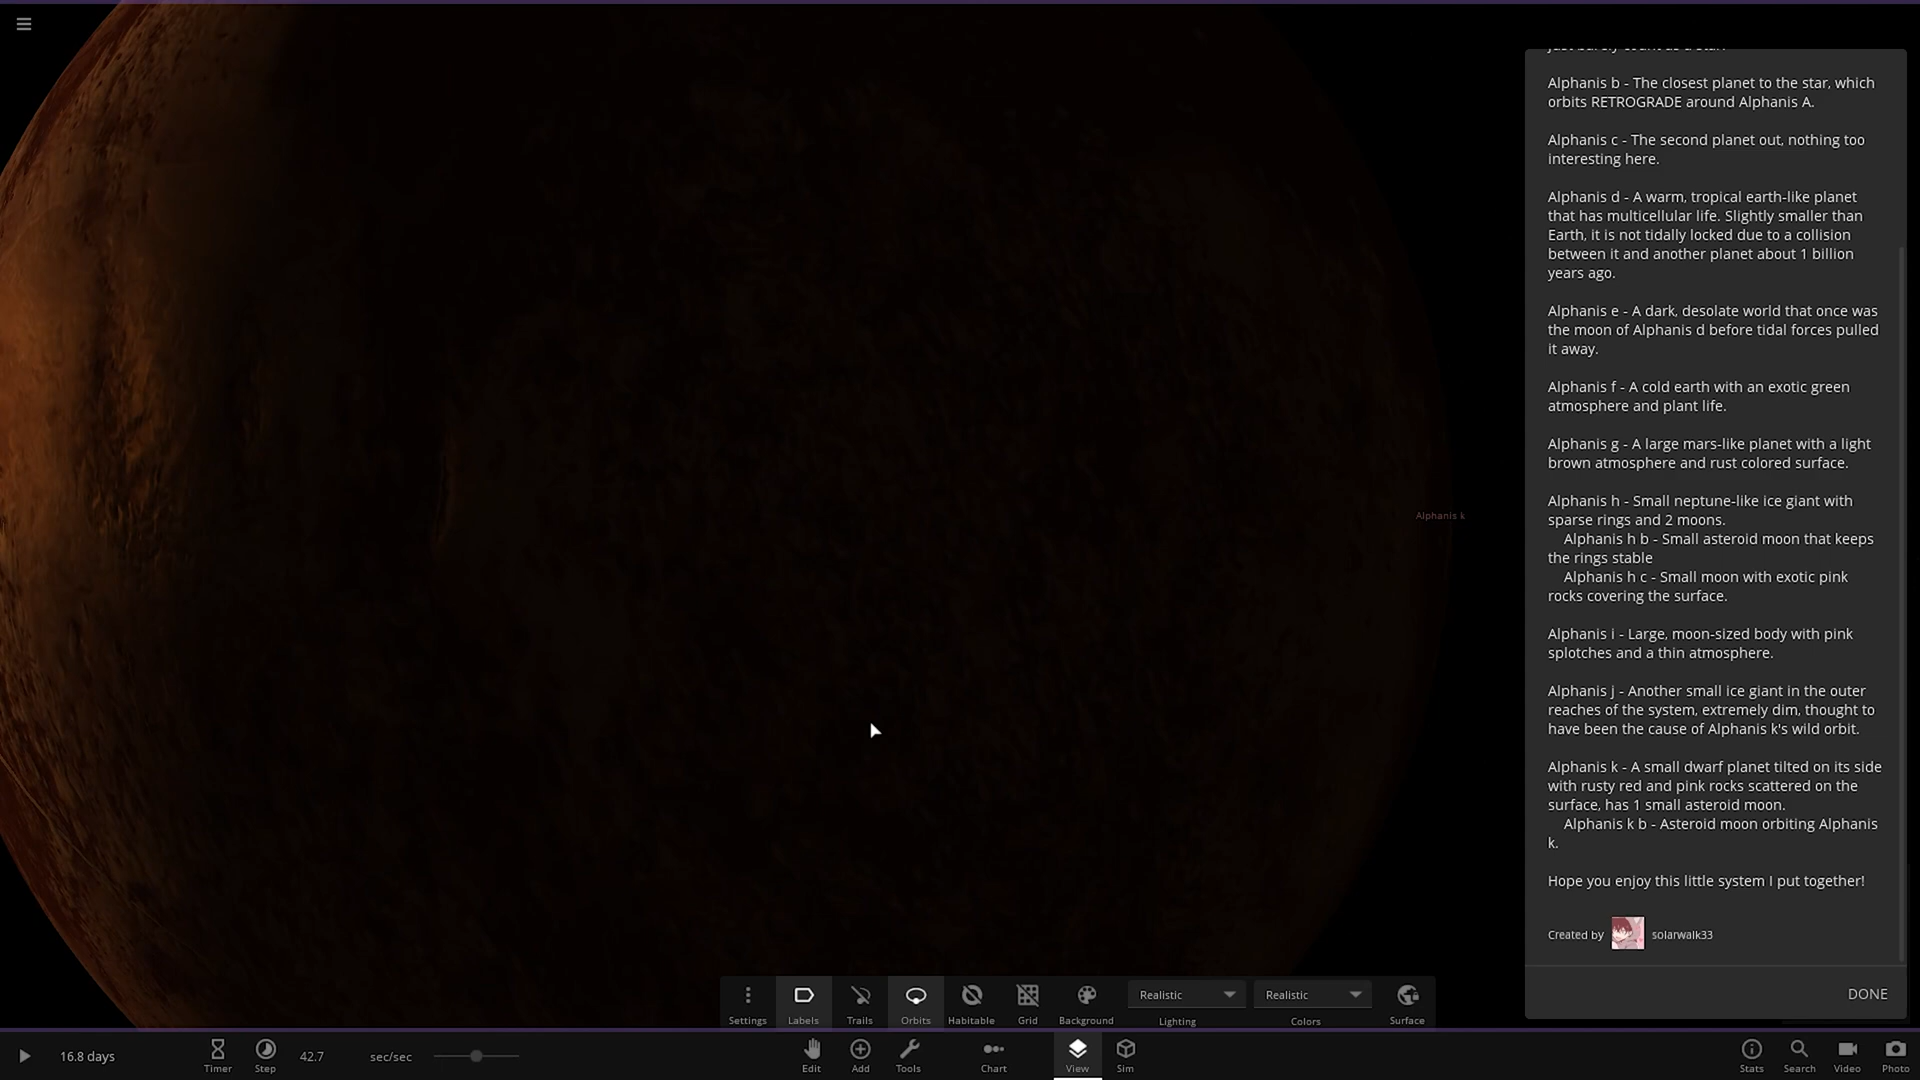 Alphanis b - The closest planet to the star, which
orbits RETROGRADE around Alphanis A.
Alphanis c - The second planet out, nothing too
interesting here.
Alphanis d - A warm, tropical earth-like planet
that has multicellular life. Slightly smaller than
Earth, it is not tidally locked due to a collision
between it and another planet about 1 billion
years ago.
Alphanis e - A dark, desolate world that once was
the moon of Alphanis d before tidal forces pulled
it away.
Alphanis f - A cold earth with an exotic green
atmosphere and plant life.
Alphanis g - A large mars-like planet with a light
brown atmosphere and rust colored surface.
Alphanis h - Small neptune-like ice giant with
sparse rings and 2 moons.
Alphanis h b - Small asteroid moon that keeps
the rings stable
Alphanis h c - Small moon with exotic pink
rocks covering the surface.
Alphanis i - Large, moon-sized body with pink
splotches and a thin atmosphere.
Alphanis j - Another small ice giant in the outer
reaches of the system, extremely dim, thought to
have been the cause of Alphanis k's wild orbit.
Alphanis k - A small dwarf planet tilted on its side
with rusty red and pink rocks scattered on the
surface, has 1 small asteroid moon.
Alphanis k b - Asteroid moon orbiting Alphanis
k.
Hope you enjoy this little system I put together!
Created by solarwalk33
DONE
Alphanis k
Realistic Realistic
Settings Labels Trails Orbits Habitable Grid Background Lighting Colors Surface
16.8 days 42.7 sec/sec
Timer Step Edit Add Tools Chart View Sim Stats Search Video Photo